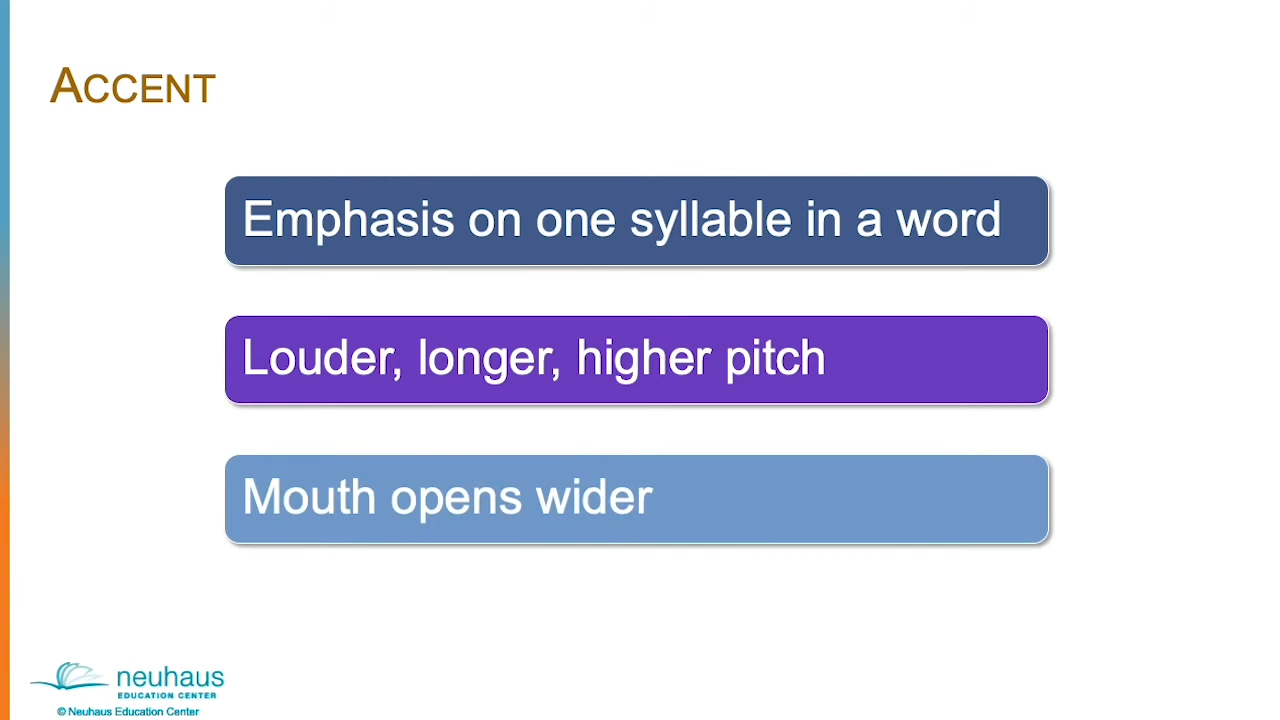 ACCENT
Emphasis on one syllable in a word
Louder, longer, higher pitch
Mouth opens wider
neuhaus
EDUCATION CENTER
© Neuhaus Education Center